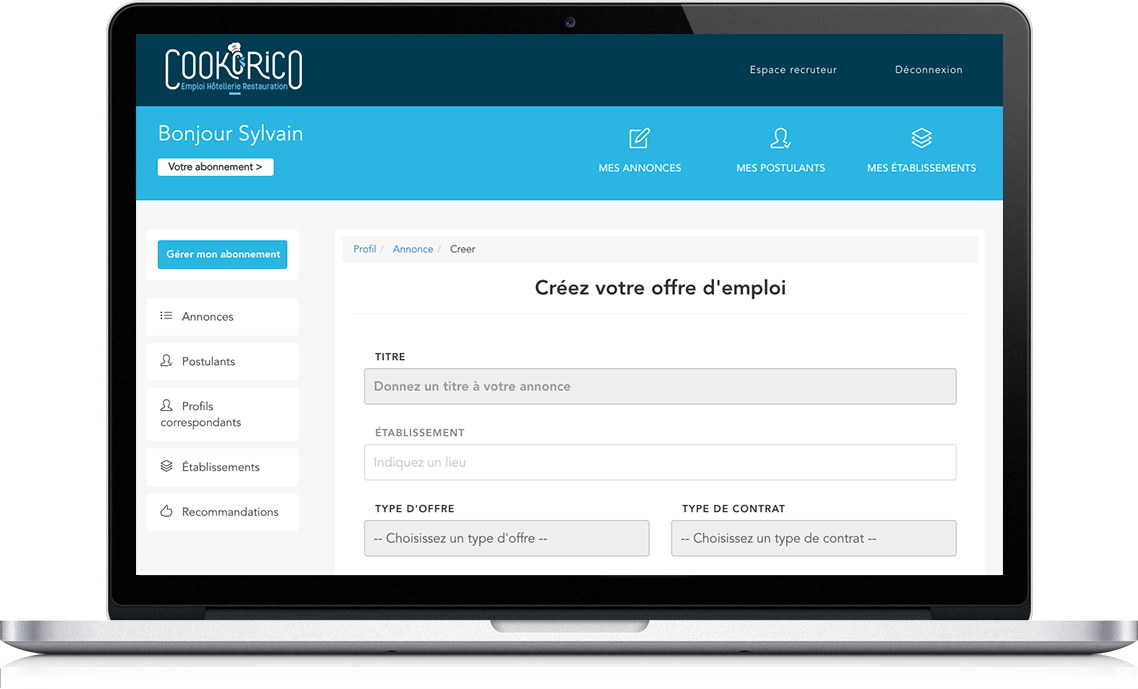 COOKORICO
Emploi Hôtellerie Restauration
Espace recruteur
Déconnexion
Bonjour Sylvain
Votre abonnement >
MES ANNONCES
MES POSTULANTS
MES ÉTABLISSEMENTS
Gérer mon abonnement
Annonces
Postulants
Profils
correspondants
Établissements
Recommandations
Profil / Annonce / Creer
Créez votre offre d'emploi
TITRE
Donnez un titre à votre annonce
ÉTABLISSEMENT
Indiquez un lieu
TYPE D'OFFRE
-- Choisissez un type d'offre --
TYPE DE CONTRAT
-- Choisissez un type de contrat --